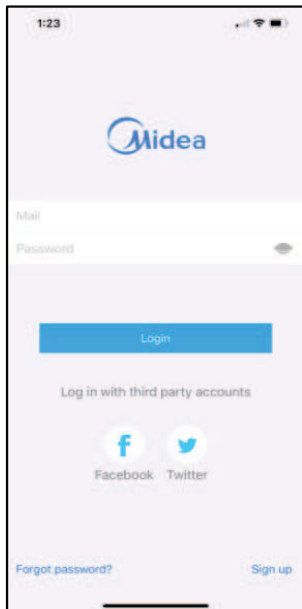 1:23
Midea
Mail
Password
Login
Log in with third party accounts
Facebook Twitter
Forgot password? Sign up